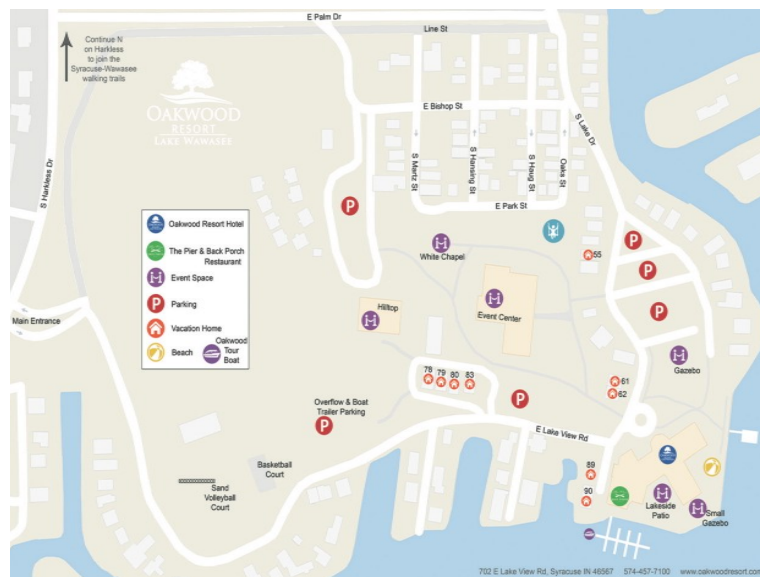 E Palm Dr
Line St
Continue N
on Harkless
to join the
Syracuse-Wawasee
walking trails
OAKWOOD
RESORT
LAKE WAWASEE
E Bishop St
S Lake Dr
S Harkless Dr
S Martz St
S Hansing St
S Haug St
Oaks St
E Park St
P
Oakwood Resort Hotel
The Pier & Back Porch
Restaurant
Event Space
P
Parking
Vacation Home
Beach
Oakwood
Tour
Boat
White Chapel
55
P
P
P
Main Entrance
Hilltop
Event Center
Gazebo
78
79
80
83
61
62
Overflow & Boat
Trailer Parking
P
P
E Lake View Rd
Basketball
Court
Sand
Volleyball
Court
89
90
Lakeside
Patio
Small
Gazebo
702 E Lake View Rd, Syracuse IN 46567 574-457-7100 www.oakwoodresort.com